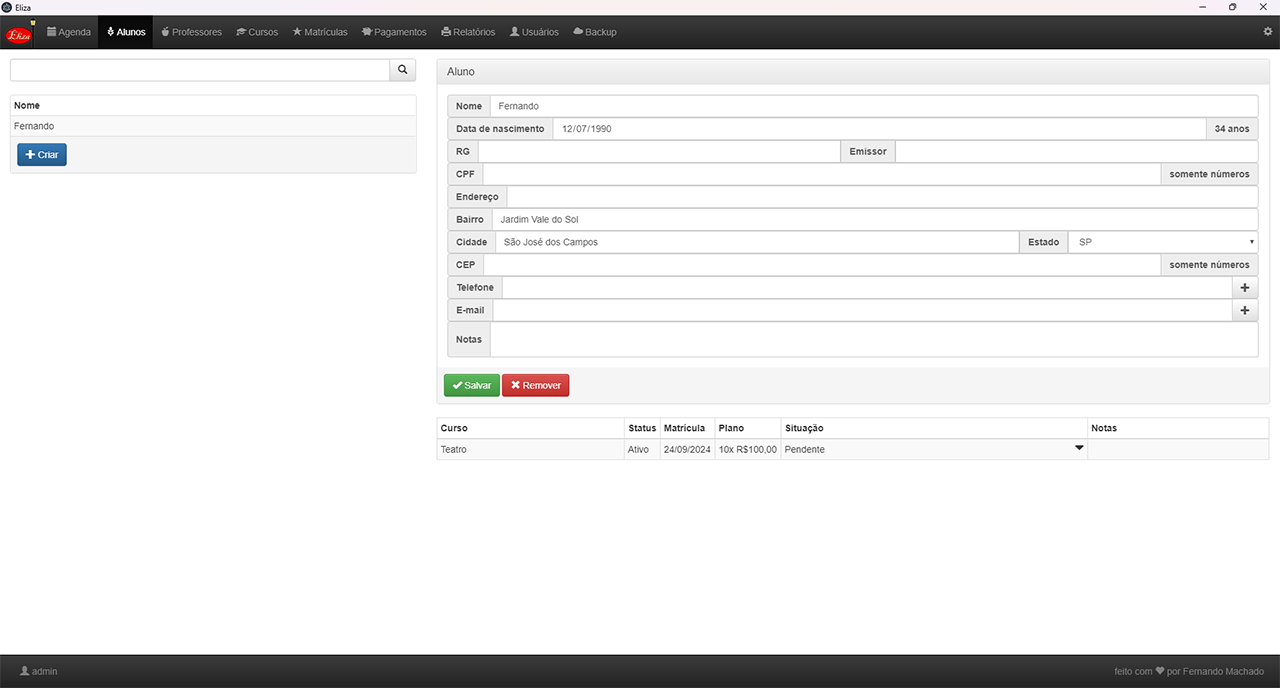 Eliza
Eliza Agenda Alunos Professores Cursos Matrículas Pagamentos Relatórios Usuários Backup
Nome
Fernando
Criar
Aluno
Nome Fernando
Data de nascimento 12/07/1990 34 anos
RG Emissor
CPF somente números
Endereço
Bairro Jardim Vale do Sol
Cidade São José dos Campos Estado SP
CEP somente números
Telefone
E-mail
Notas
Salvar Remover
Curso Status Matrícula Plano Situação Notas
Teatro Ativo 24/09/2024 10x R$100,00 Pendente
admin feito com ❤ por Fernando Machado